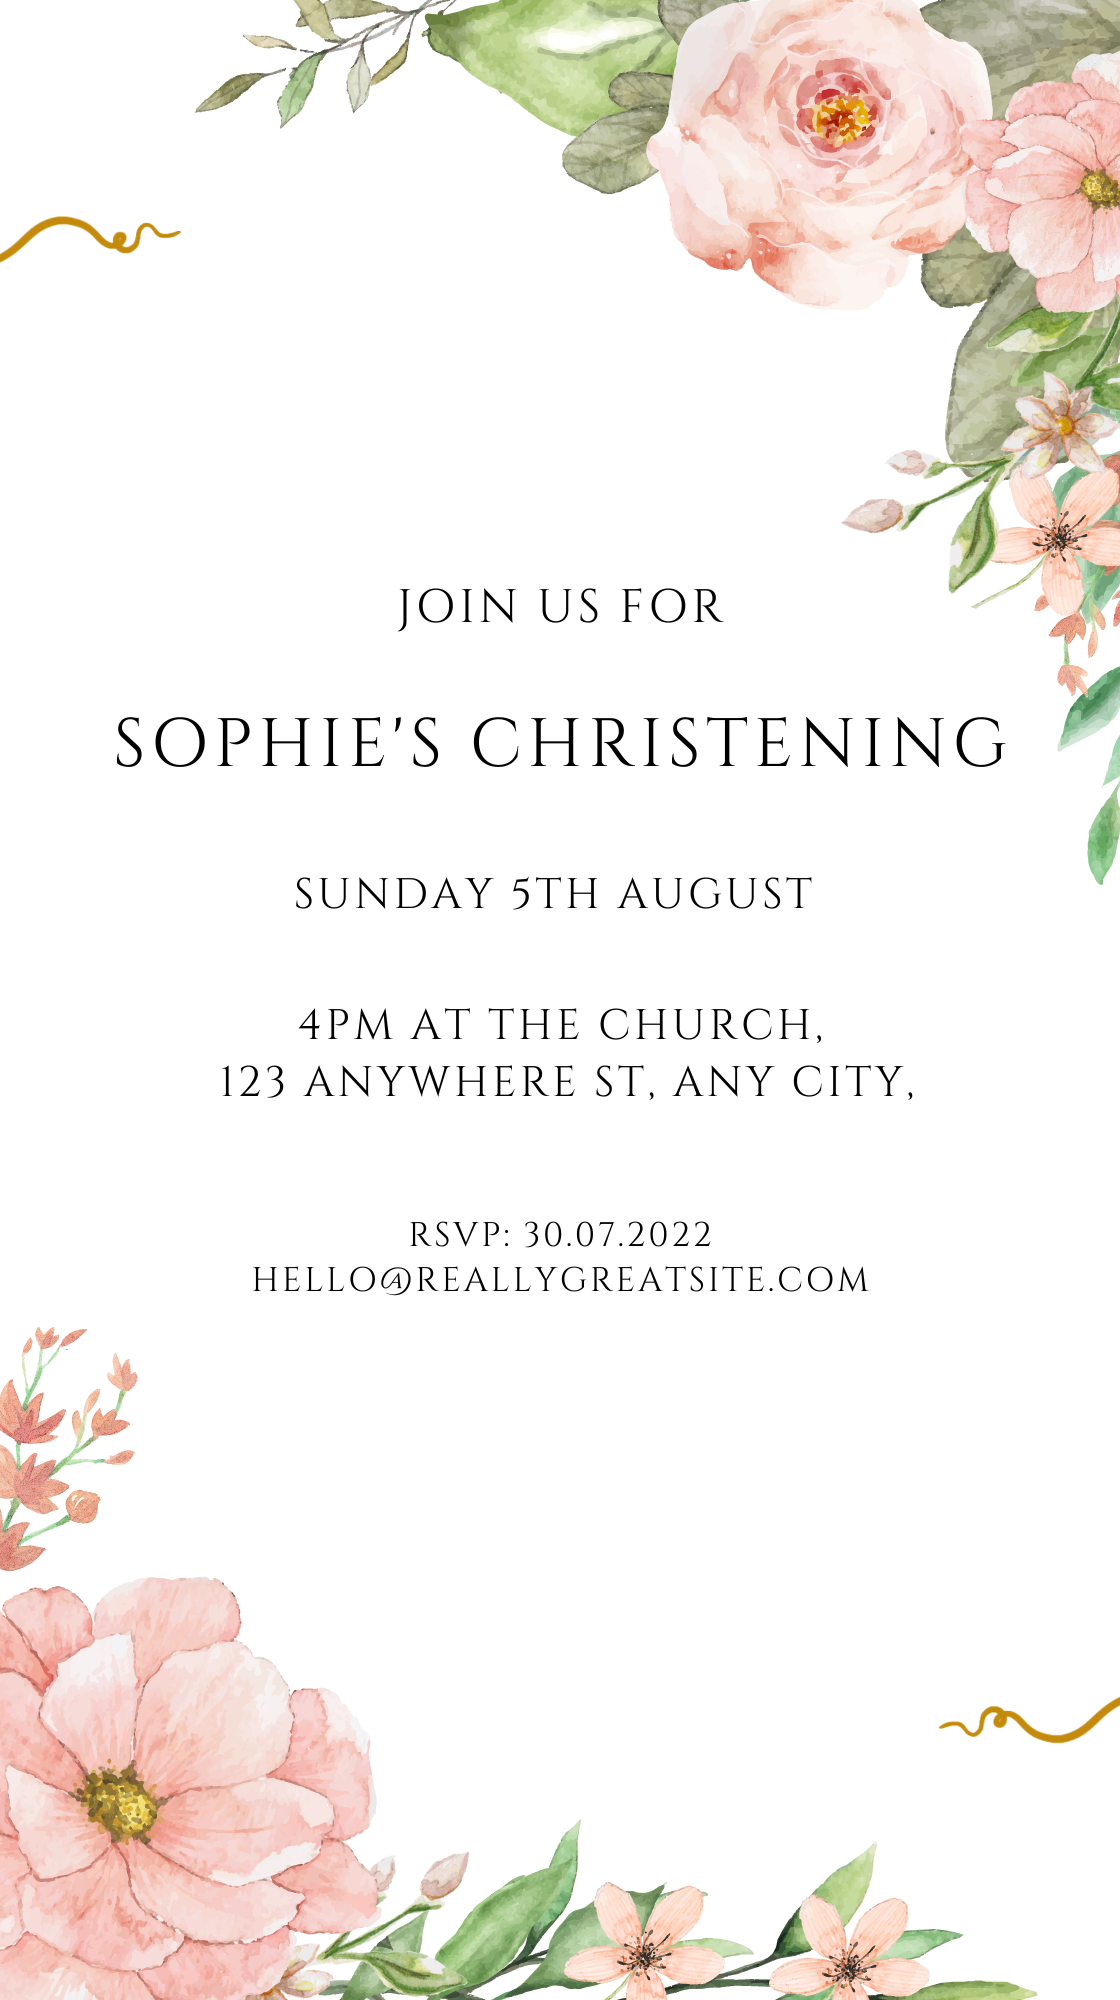 JOIN US FOR
SOPHIE'S CHRISTENING
SUNDAY 5TH AUGUST
4PM AT THE CHURCH,
123 ANYWHERE ST, ANY CITY,
RSVP: 30.07.2022
HELLO@REALLYGREATSITE.COM